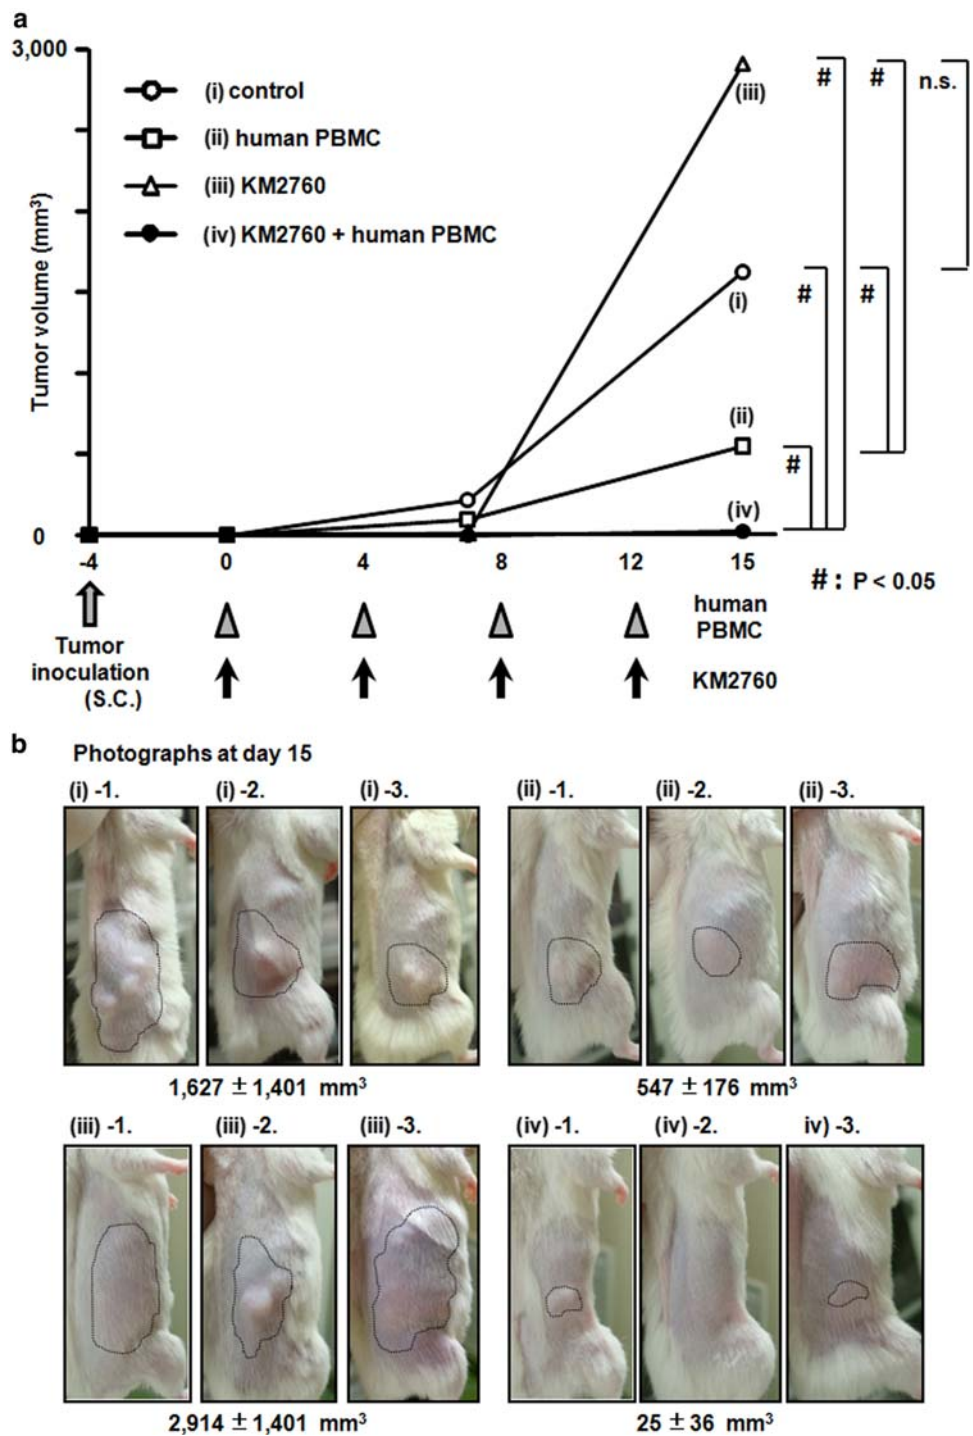 a
3,000
(i) control
(ii) human PBMC
(iii) KM2760
(iv) KM2760 + human PBMC
Tumor volume (mm³)
0
(iii)
(i)
(ii)
(iv)
# # n.s.
# #
#
-4 0 4 8 12 15
# : P < 0.05
Tumor
inoculation
(S.C.)
human
PBMC
KM2760
b
Photographs at day 15
(i) -1. (i) -2. (i) -3. (ii) -1. (ii) -2. (ii) -3.
1,627 ± 1,401 mm³ 547 ± 176 mm³
(iii) -1. (iii) -2. (iii) -3. (iv) -1. (iv) -2. iv) -3.
2,914 ± 1,401 mm³ 25 ± 36 mm³